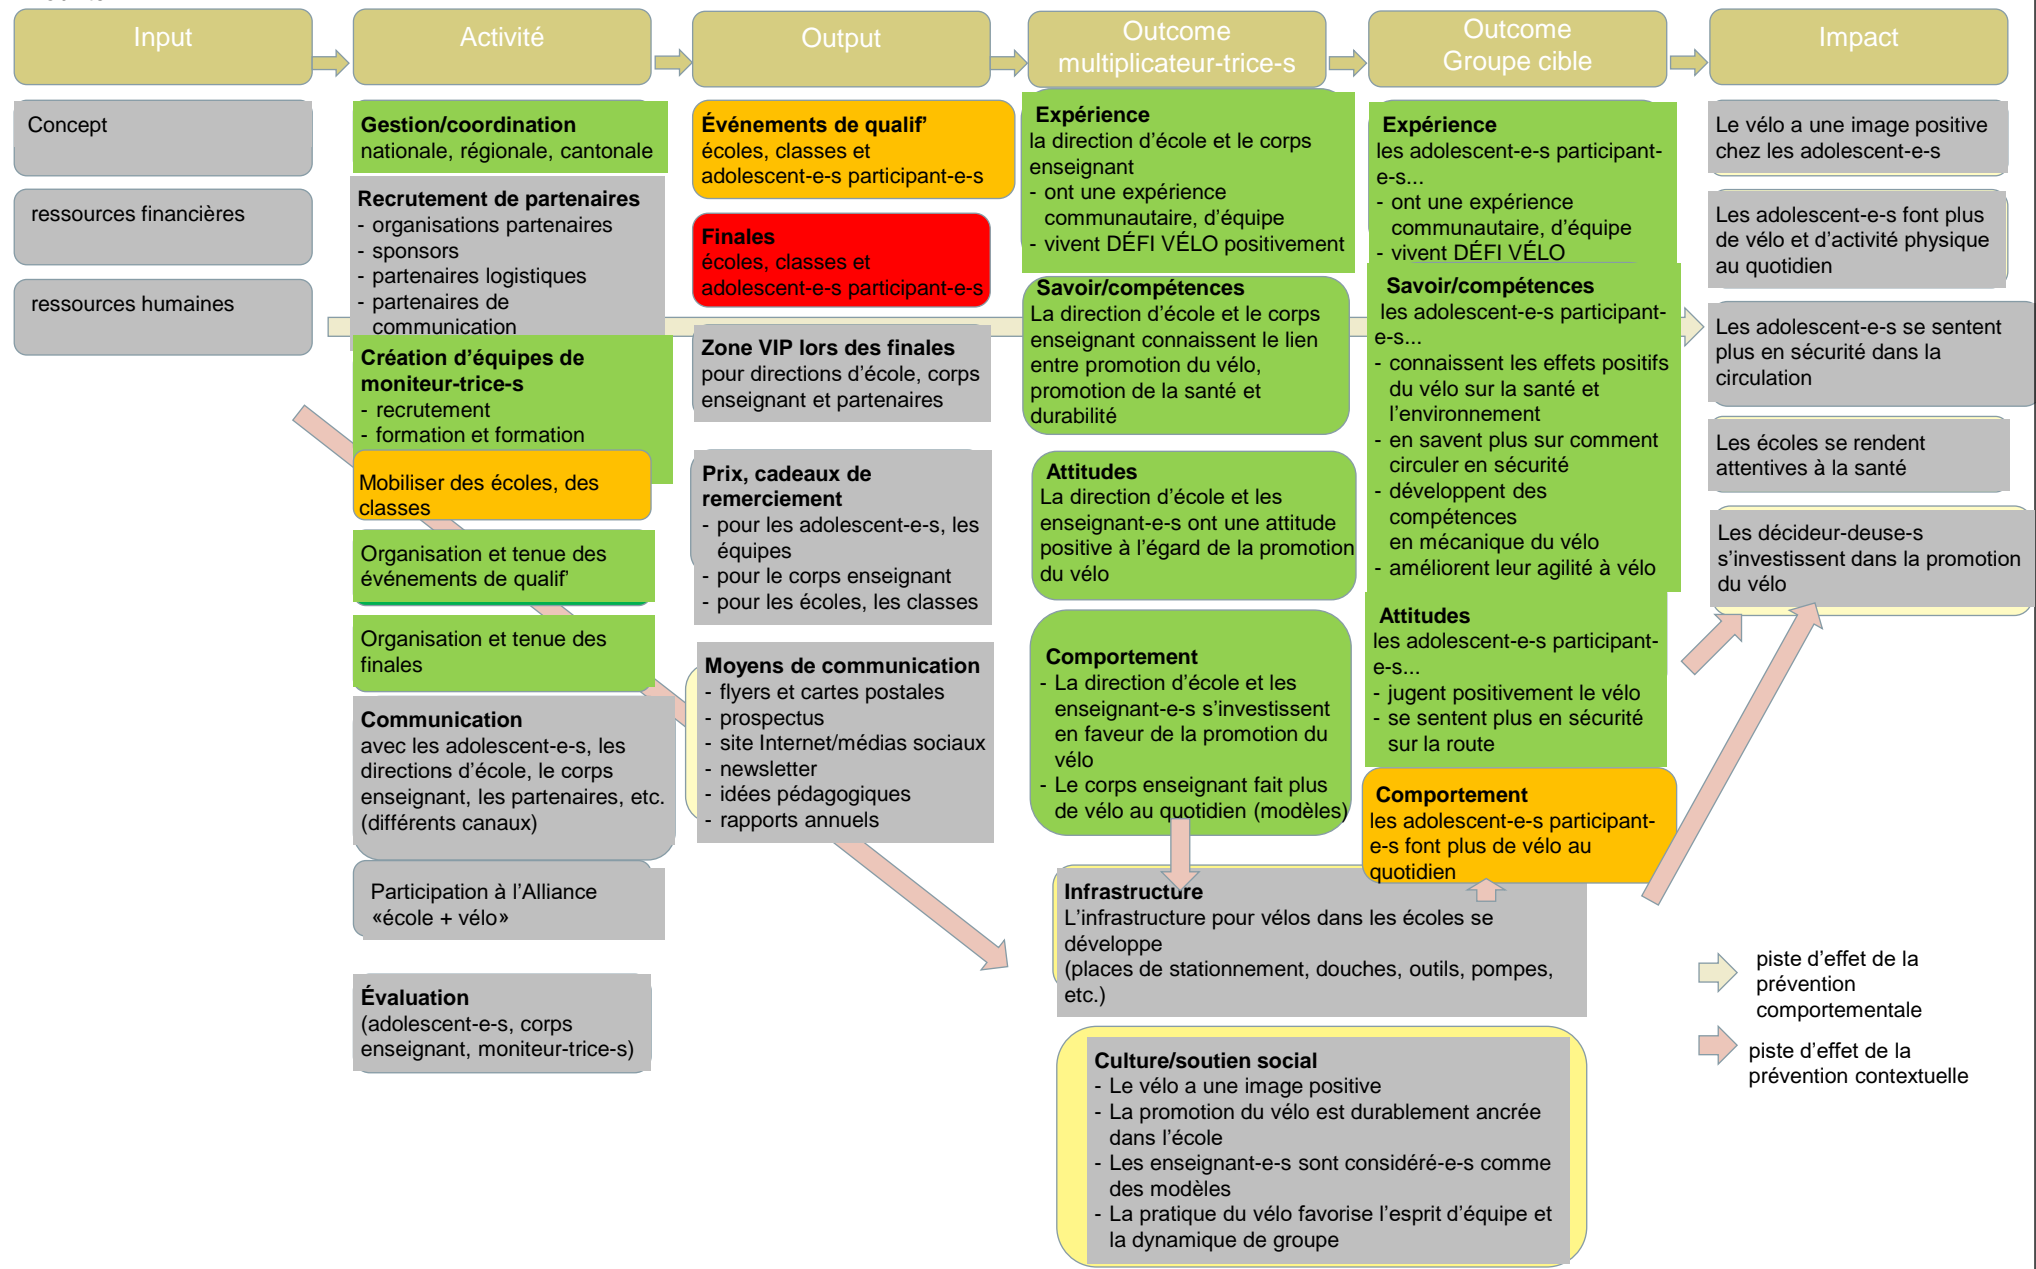 Input
Activité
Output
Outcome
multiplicateur-trice-s
Outcome
Groupe cible
Impact
Concept
ressources financières
ressources humaines
Gestion/coordination
nationale, régionale, cantonale
Recrutement de partenaires
- organisations partenaires
- sponsors
- partenaires logistiques
- partenaires de
communication
Création d'équipes de
moniteur-trice-s
- recrutement
- formation et formation
Mobiliser des écoles, des
classes
Organisation et tenue des
événements de qualif'
Organisation et tenue des
finales
Communication
avec les adolescent-e-s, les
directions d'école, le corps
enseignant, les partenaires, etc.
(différents canaux)
Participation à l'Alliance
«école + vélo»
Évaluation
(adolescent-e-s, corps
enseignant, moniteur-trice-s)
Événements de qualif'
écoles, classes et
adolescent-e-s participant-e-s
Finales
écoles, classes et
adolescent-e-s participant-e-s
Zone VIP lors des finales
pour directions d'école, corps
enseignant et partenaires
Prix, cadeaux de
remerciement
- pour les adolescent-e-s, les
équipes
- pour le corps enseignant
- pour les écoles, les classes
Moyens de communication
- flyers et cartes postales
- prospectus
- site Internet/médias sociaux
- newsletter
- idées pédagogiques
- rapports annuels
Expérience
la direction d'école et le corps
enseignant
- ont une expérience
communautaire, d'équipe
- vivent DÉFI VÉLO positivement
Savoir/compétences
La direction d'école et le corps
enseignant connaissent le lien
entre promotion du vélo,
promotion de la santé et
durabilité
Attitudes
La direction d'école et les
enseignant-e-s ont une attitude
positive à l'égard de la promotion
du vélo
Comportement
- La direction d'école et les
enseignant-e-s s'investissent
en faveur de la promotion du
vélo
- Le corps enseignant fait plus
de vélo au quotidien (modèles)
Infrastructure
L'infrastructure pour vélos dans les écoles se
développe
(places de stationnement, douches, outils, pompes,
etc.)
Culture/soutien social
- Le vélo a une image positive
- La promotion du vélo est durablement ancrée
dans l'école
- Les enseignant-e-s sont considéré-e-s comme
des modèles
- La pratique du vélo favorise l'esprit d'équipe et
la dynamique de groupe
Expérience
les adolescent-e-s participant-
e-s...
- ont une expérience
communautaire, d'équipe
- vivent DÉFI VÉLO
Savoir/compétences
les adolescent-e-s participant-
e-s...
- connaissent les effets positifs
du vélo sur la santé et
l'environnement
- en savent plus sur comment
circuler en sécurité
- développent des
compétences
en mécanique du vélo
- améliorent leur agilité à vélo
Attitudes
les adolescent-e-s participant-
e-s...
- jugent positivement le vélo
- se sentent plus en sécurité
sur la route
Comportement
les adolescent-e-s participant-
e-s font plus de vélo au
quotidien
Le vélo a une image positive
chez les adolescent-e-s
Les adolescent-e-s font plus
de vélo et d'activité physique
au quotidien
Les adolescent-e-s se sentent
plus en sécurité dans la
circulation
Les écoles se rendent
attentives à la santé
Les décideur-deuse-s
s'investissent dans la promotion
du vélo
piste d'effet de la
prévention
comportementale
piste d'effet de la
prévention contextuelle